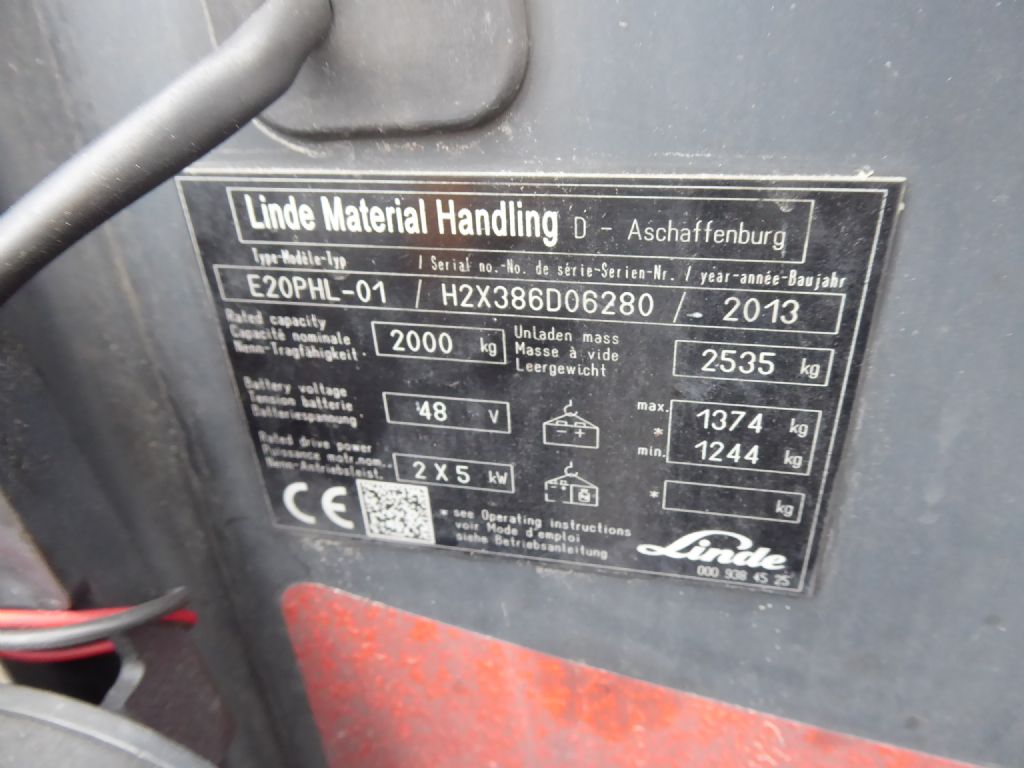 Linde Material Handling D - Aschaffenburg
Type-Modèle-Typ / Serial no.-No. de série-Serien-Nr. / year-année-Baujahr
E20PHL-01 / H2X386D06280 / 2013
Rated capacity
Capacité nominale
Nenn-Tragfähigkeit
2000 kg
Unladen mass
Masse à vide
Leergewicht
2535 kg
Battery voltage
Tension batterie
Batteriespannung
48 V
max. 1374 kg
*
min. 1244 kg
Rated drive power
Puissance motr.nom.
Nenn-Antriebsleist.
2 X 5 kW
* kg
CE
* see Operating instructions
voir Mode d'emploi
siehe Betriebsanleitung
Linde
000 938 45 25